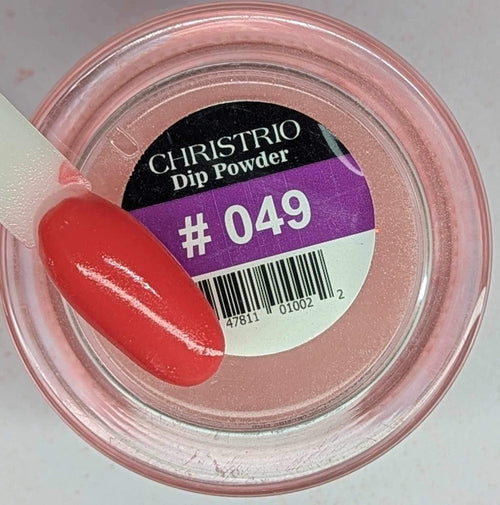 CHRISTRIO
Dip Powder
# 049
47811 01002 2